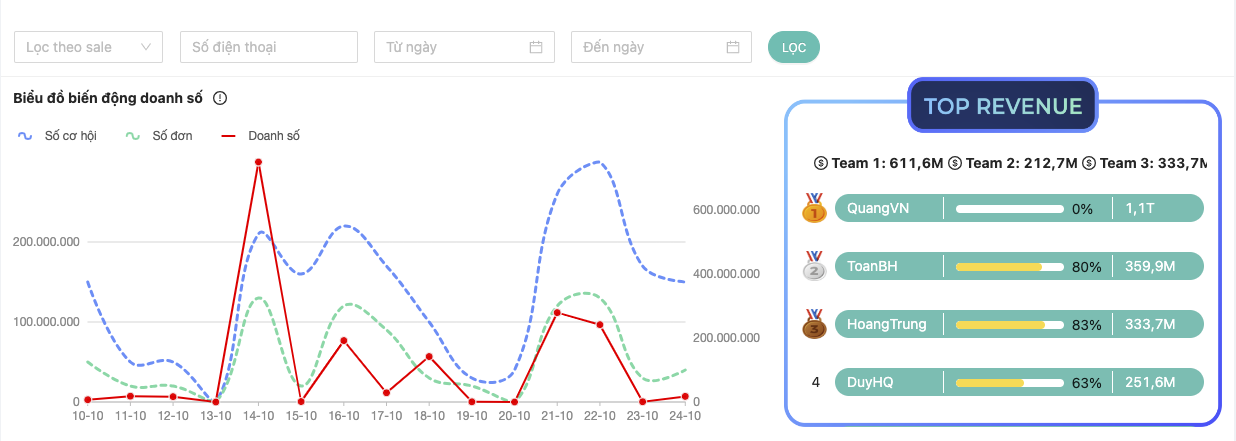 Lọc theo sale
Số điện thoại
Từ ngày
Đến ngày
LỌC
Biểu đồ biến động doanh số
Số cơ hội
Số đơn
Doanh số
200.000.000
100.000.000
0
600.000.000
400.000.000
200.000.000
0
10-10 11-10 12-10 13-10 14-10 15-10 16-10 17-10 18-10 19-10 20-10 21-10 22-10 23-10 24-10
TOP REVENUE
Team 1: 611,6M Team 2: 212,7M Team 3: 333,7M
1 QuangVN 0% 1,1T
2 ToanBH 80% 359,9M
3 HoangTrung 83% 333,7M
4 DuyHQ 63% 251,6M